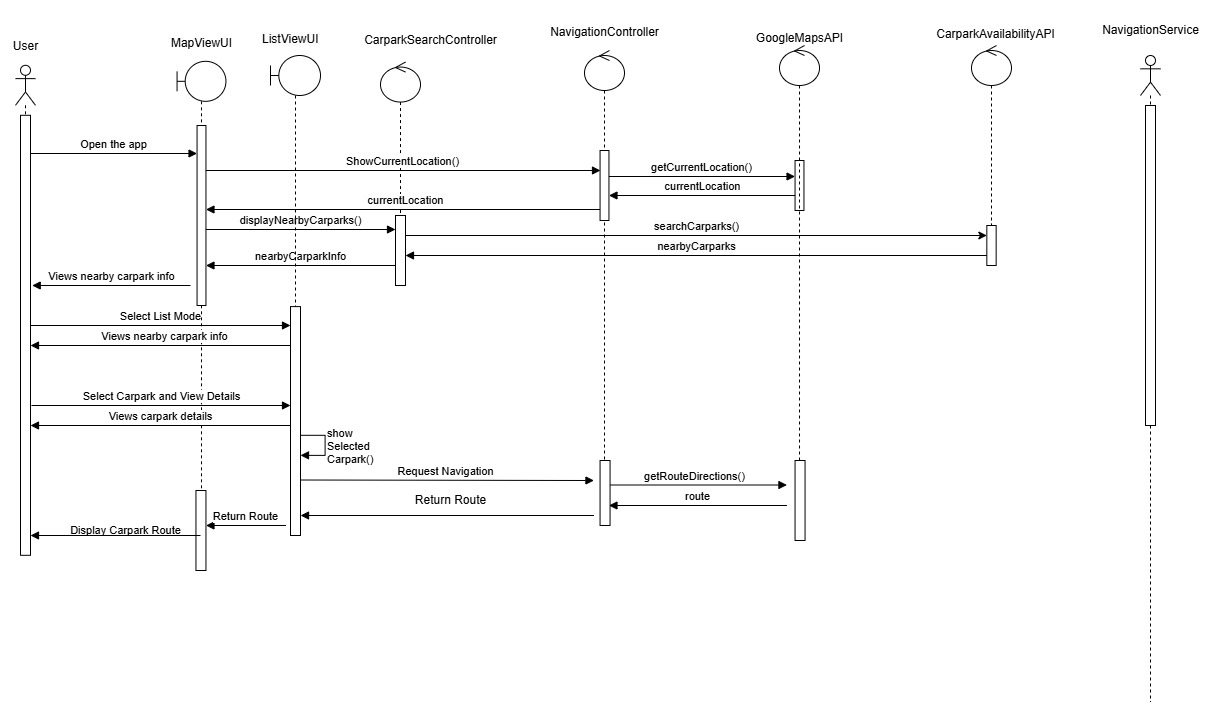 User
MapViewUI
ListViewUI
CarparkSearchController
NavigationController
GoogleMapsAPI
CarparkAvailabilityAPI
NavigationService
Open the app
ShowCurrentLocation()
getCurrentLocation()
currentLocation
currentLocation
displayNearbyCarparks()
searchCarparks()
nearbyCarparks
nearbyCarparkInfo
Views nearby carpark info
Select List Mode
Views nearby carpark info
Select Carpark and View Details
Views carpark details
show
Selected
Carpark()
Request Navigation
getRouteDirections()
route
Return Route
Return Route
Display Carpark Route